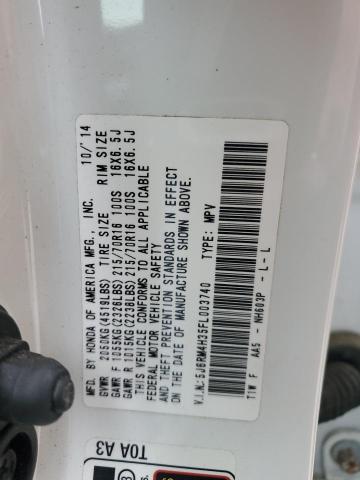 MFD. BY HONDA OF AMERICA MFG., INC. 10/'14
GVWR 2050KG(4519LBS) TIRE SIZE RIM SIZE
GAWR F 1055KG(2326LBS) 215/70R16 100S 16X6.5J
GAWR R 1015KG(2238LBS) 215/70R16 100S 16X6.5J
THIS VEHICLE CONFORMS TO ALL APPLICABLE
FEDERAL MOTOR VEHICLE SAFETY
AND THEFT PREVENTION STANDARDS IN EFFECT
ON THE DATE OF MANUFACTURE SHOWN ABOVE.
V.I.N.:5J6RM4H35FL003740 TYPE: MPV
T1W F AA5 - NH603P - L - L
T0A A3